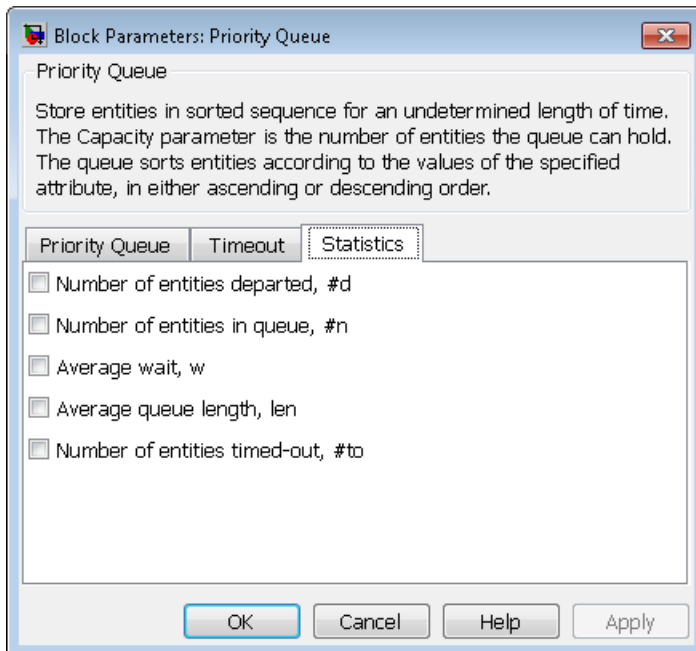 Block Parameters: Priority Queue
Priority Queue
Store entities in sorted sequence for an undetermined length of time.
The Capacity parameter is the number of entities the queue can hold.
The queue sorts entities according to the values of the specified
attribute, in either ascending or descending order.
Priority Queue Timeout Statistics
Number of entities departed, #d
Number of entities in queue, #n
Average wait, w
Average queue length, len
Number of entities timed-out, #to
OK Cancel Help Apply